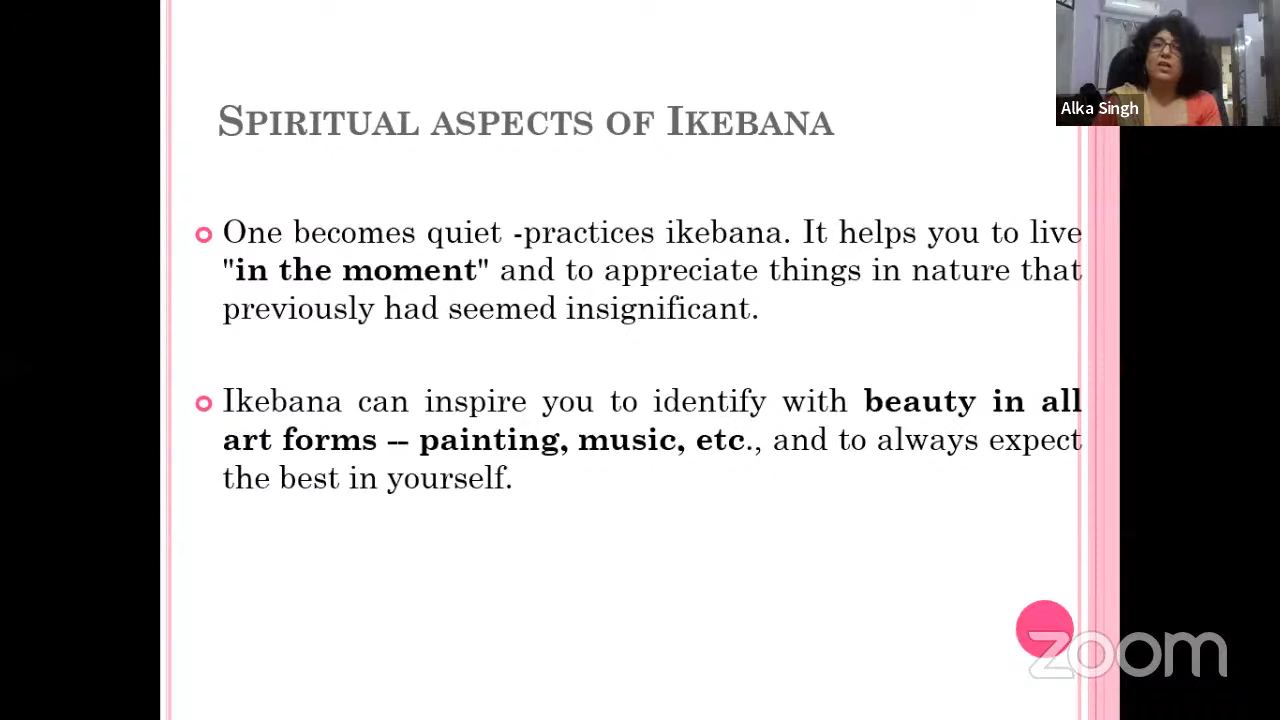 Alka Singh
SPIRITUAL ASPECTS OF IKEBANA
One becomes quiet -practices ikebana. It helps you to live
"in the moment" and to appreciate things in nature that
previously had seemed insignificant.
Ikebana can inspire you to identify with beauty in all
art forms -- painting, music, etc., and to always expect
the best in yourself.
zoom